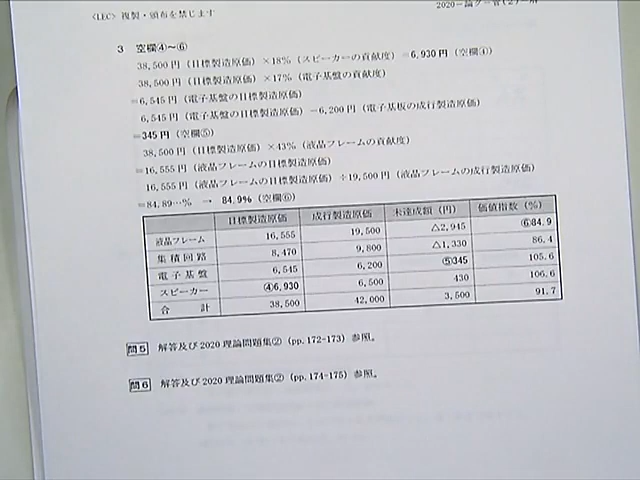 〈LEC〉複製・頒布を禁じます
3 空欄④〜⑥
38,500円（目標製造原価）×18%（スピーカーの貢献度）＝6,930円（空欄④）
38,500円（目標製造原価）×17%（電子基盤の貢献度）
＝6,545円（電子基盤の目標製造原価）
6,545円（電子基盤の目標製造原価）－6,200円（電子基板の成行製造原価）
＝345円（空欄⑤）
38,500円（目標製造原価）×43%（液晶フレームの貢献度）
＝16,555円（液晶フレームの目標製造原価）
16,555円（液晶フレームの目標製造原価）÷19,500円（液晶フレームの成行製造原価）
＝84.89…% → 84.9%（空欄⑥）
目標製造原価 成行製造原価 未達成額（円） 価値指数（%）
液晶フレーム 16,555 19,500 △2,945 ⑥84.9
集積回路 8,470 9,800 △1,330 86.4
電子基盤 6,545 6,200 ⑤345 105.6
スピーカー ④6,930 6,500 430 106.6
合計 38,500 42,000 3,500 91.7
問5 解答及び2020理論問題集②（pp.172-173）参照。
問6 解答及び2020理論問題集②（pp.174-175）参照。